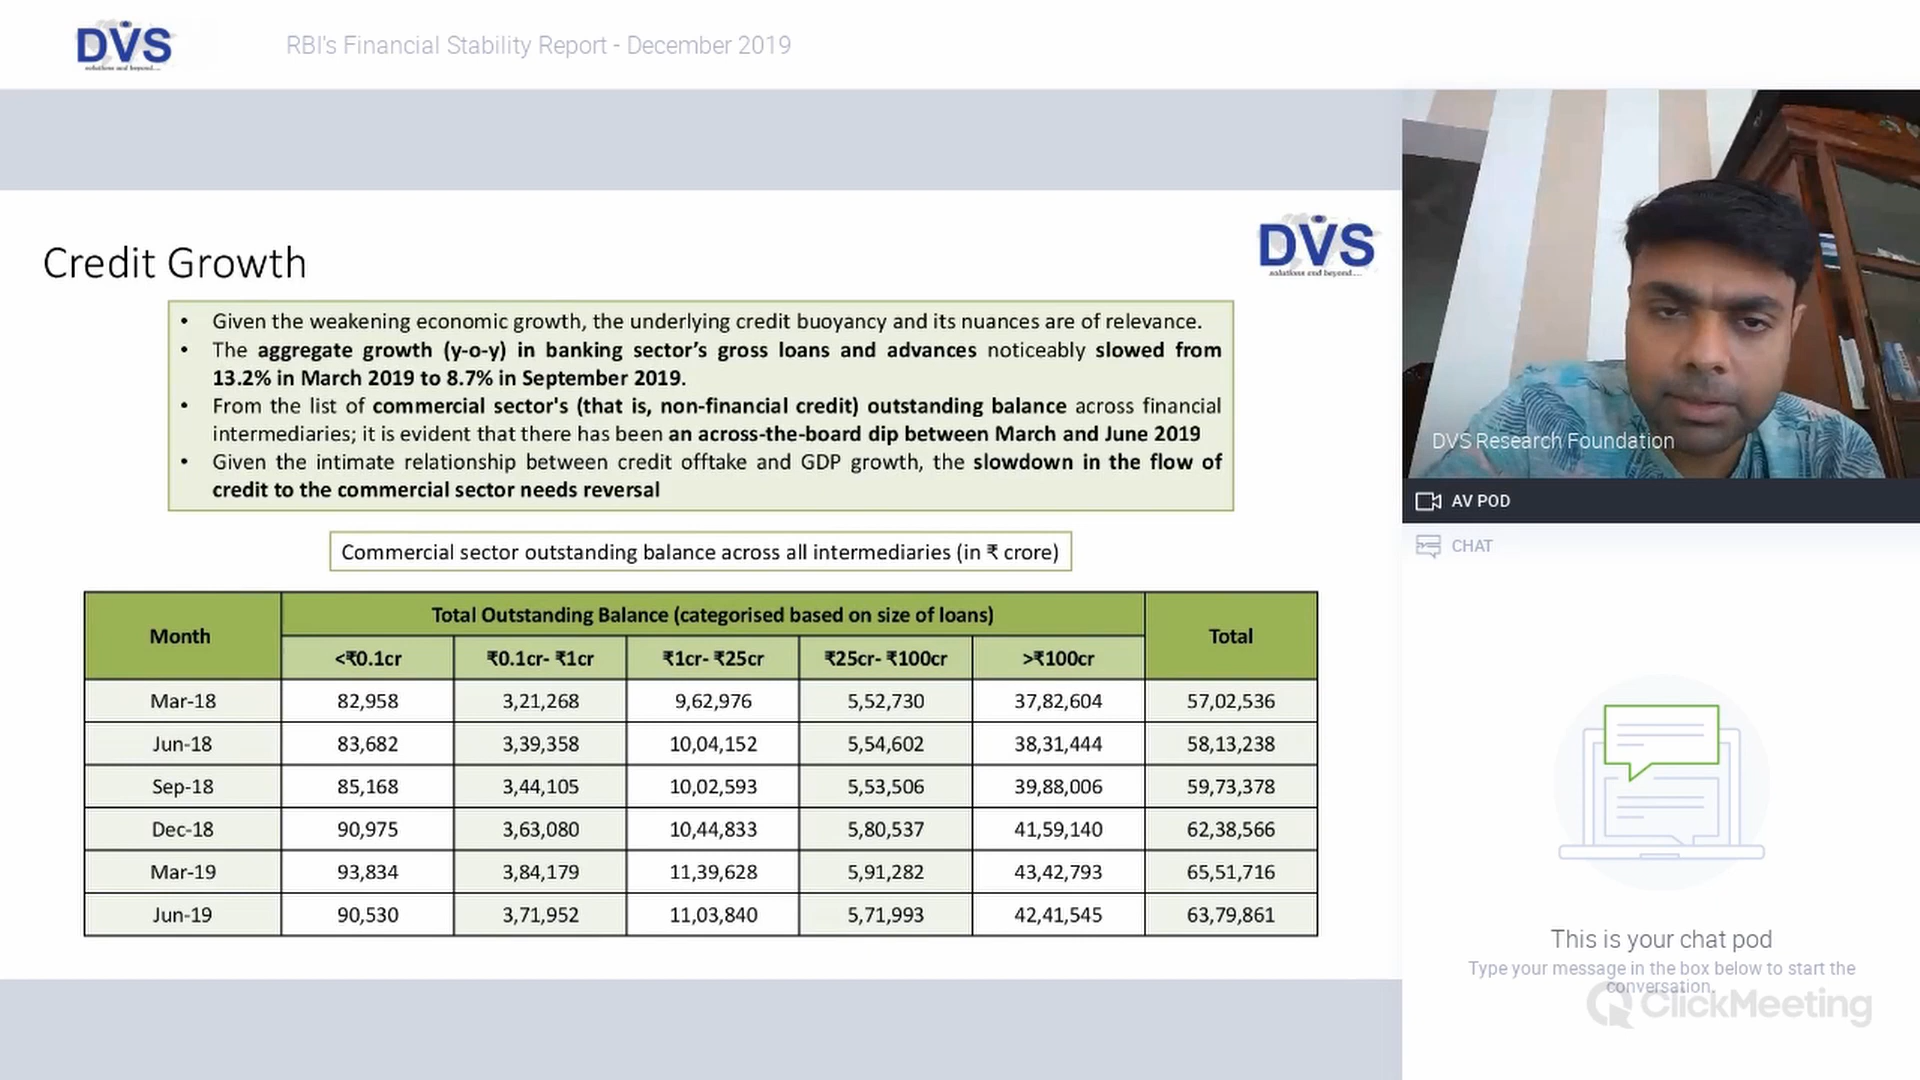 DVS
solutions and beyond....
RBI's Financial Stability Report - December 2019
DVS
solutions and beyond....
Credit Growth
• Given the weakening economic growth, the underlying credit buoyancy and its nuances are of relevance.
• The aggregate growth (y-o-y) in banking sector's gross loans and advances noticeably slowed from
13.2% in March 2019 to 8.7% in September 2019.
• From the list of commercial sector's (that is, non-financial credit) outstanding balance across financial
intermediaries; it is evident that there has been an across-the-board dip between March and June 2019
• Given the intimate relationship between credit offtake and GDP growth, the slowdown in the flow of
credit to the commercial sector needs reversal
Commercial sector outstanding balance across all intermediaries (in ₹ crore)
Month Total Outstanding Balance (categorised based on size of loans) Total
<₹0.1cr ₹0.1cr- ₹1cr ₹1cr- ₹25cr ₹25cr- ₹100cr >₹100cr
Mar-18 82,958 3,21,268 9,62,976 5,52,730 37,82,604 57,02,536
Jun-18 83,682 3,39,358 10,04,152 5,54,602 38,31,444 58,13,238
Sep-18 85,168 3,44,105 10,02,593 5,53,506 39,88,006 59,73,378
Dec-18 90,975 3,63,080 10,44,833 5,80,537 41,59,140 62,38,566
Mar-19 93,834 3,84,179 11,39,628 5,91,282 43,42,793 65,51,716
Jun-19 90,530 3,71,952 11,03,840 5,71,993 42,41,545 63,79,861
DVS Research Foundation
AV POD
CHAT
This is your chat pod
Type your message in the box below to start the
conversation.
ClickMeeting